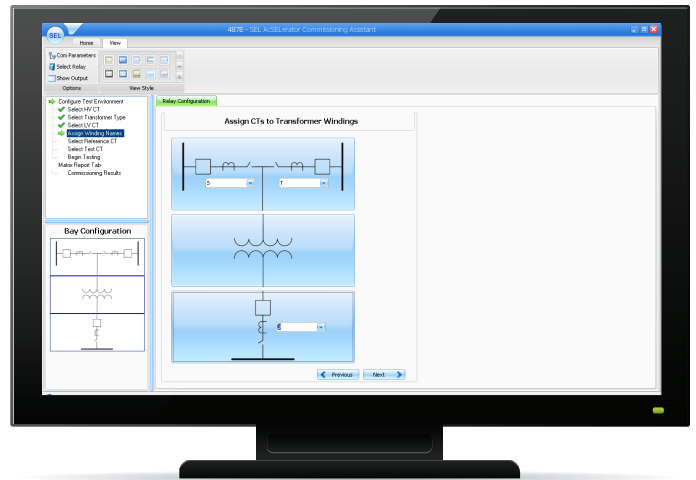 487E - SEL AcSELerator Commissioning Assistant
SEL
Home
View
Com Parameters
Select Relay
Show Output
Options
View Style
Configure Test Environment
Select HV CT
Select Transformer Type
Select LV CT
Assign Winding Names
Select Reference CT
Select Test CT
Begin Testing
Matrix Report Tab
Commissioning Results
Bay Configuration
Relay Configuration
Assign CTs to Transformer Windings
S
T
Previous
Next